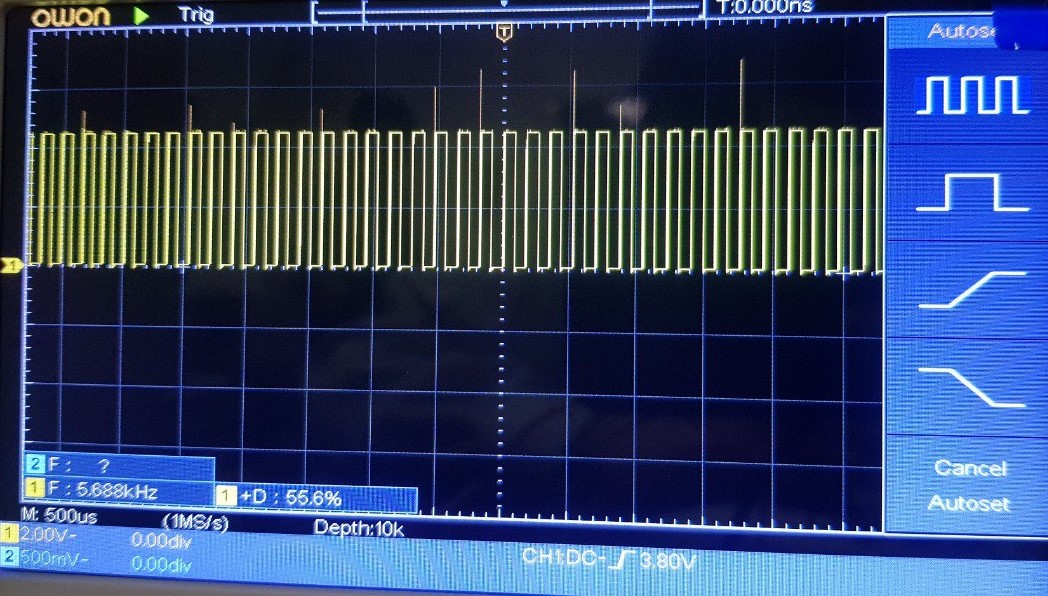 OWON Trig T:0.000ns
T
Autose
1
2 F : ?
1 F : 5.688kHz 1 +D : 55.6%
M: 500us (1MS/s) Depth:10k
1 2.00V- 0.00div
2 500mV- 0.00div
CH1:DC- 3.80V
Cancel
Autoset